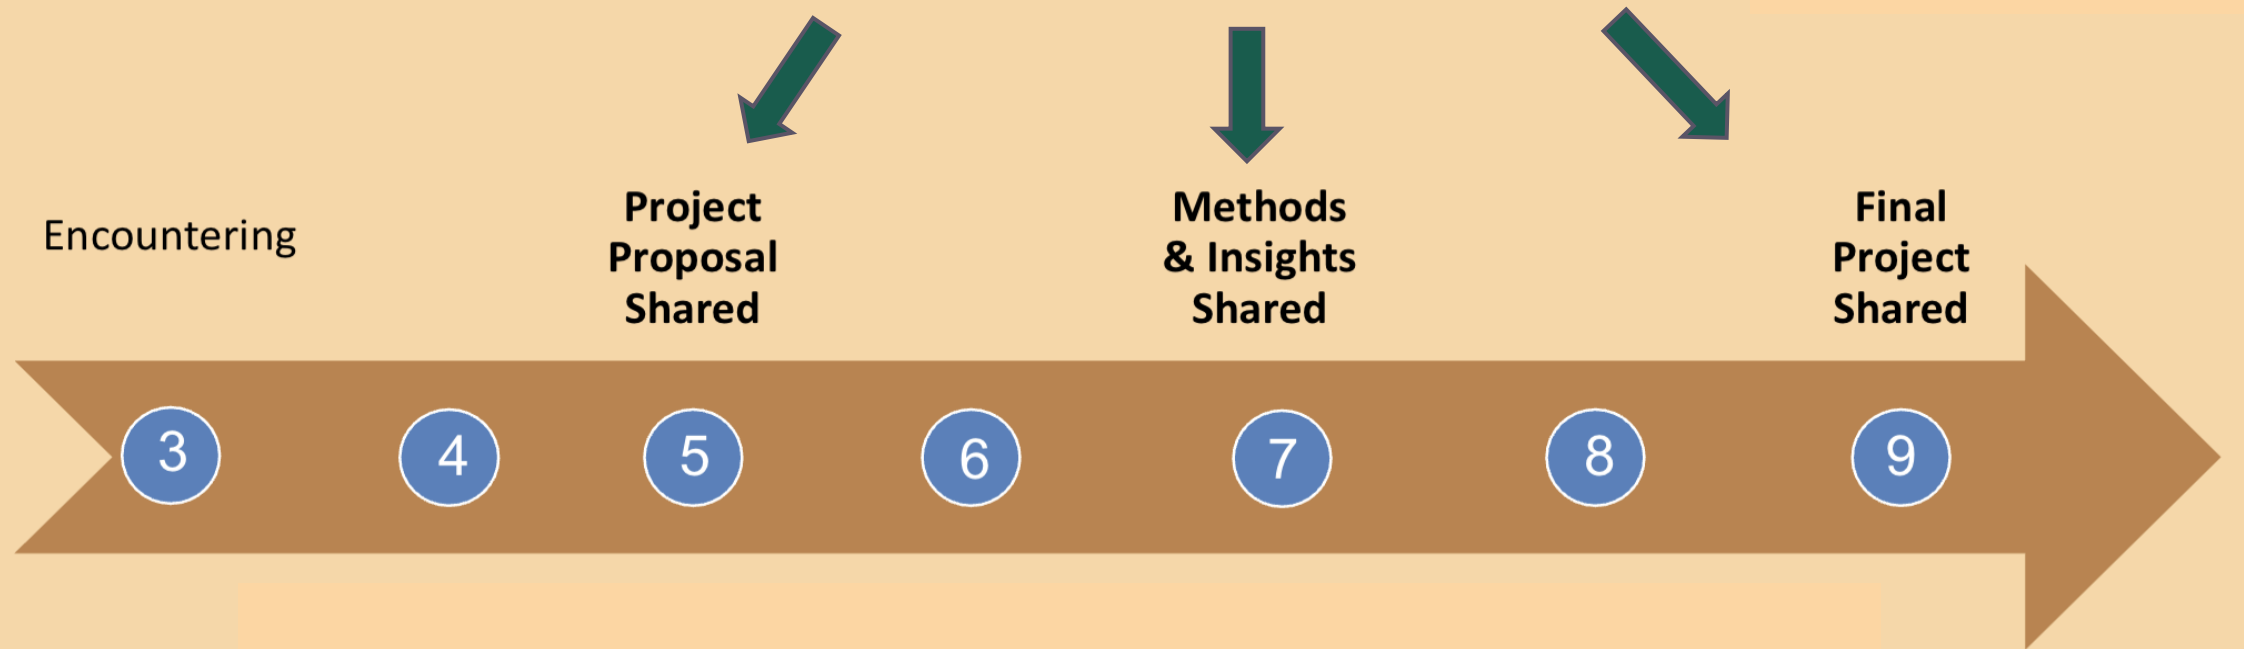 Encountering
Project
Proposal
Shared
Methods
& Insights
Shared
Final
Project
Shared
3
4
5
6
7
8
9